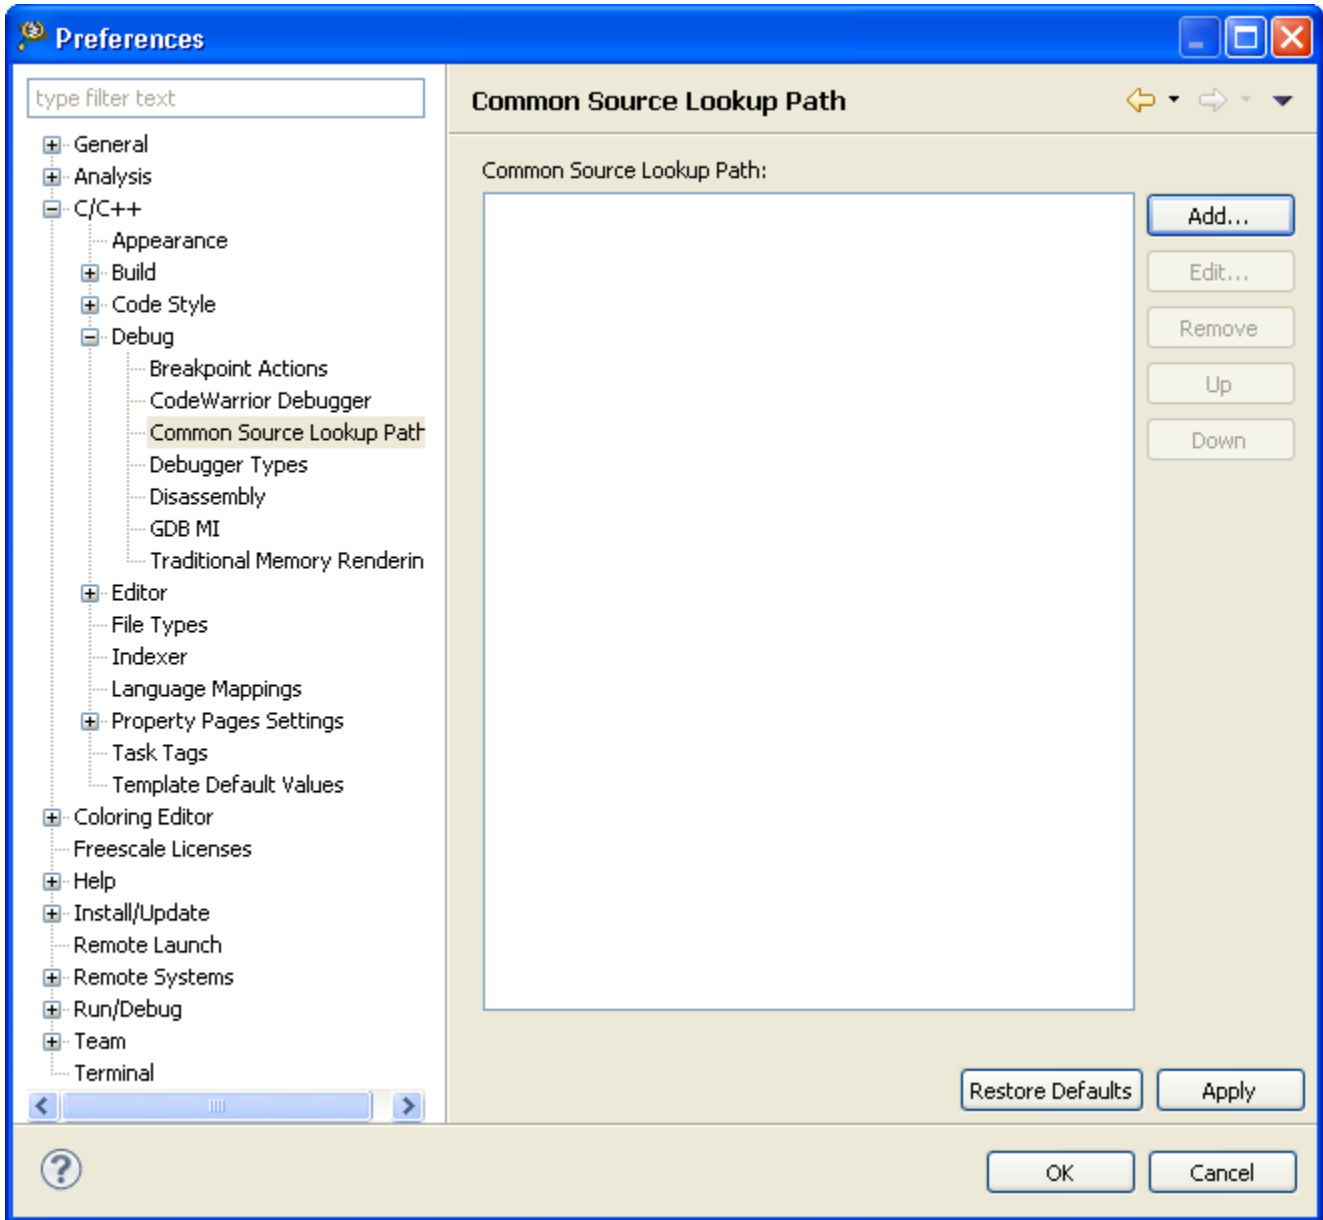 Preferences
type filter text
General
Analysis
C/C++
Appearance
Build
Code Style
Debug
Breakpoint Actions
CodeWarrior Debugger
Common Source Lookup Path
Debugger Types
Disassembly
GDB MI
Traditional Memory Renderin
Editor
File Types
Indexer
Language Mappings
Property Pages Settings
Task Tags
Template Default Values
Coloring Editor
Freescale Licenses
Help
Install/Update
Remote Launch
Remote Systems
Run/Debug
Team
Terminal
Common Source Lookup Path
Common Source Lookup Path:
Add...
Edit...
Remove
Up
Down
Restore Defaults
Apply
?
OK
Cancel